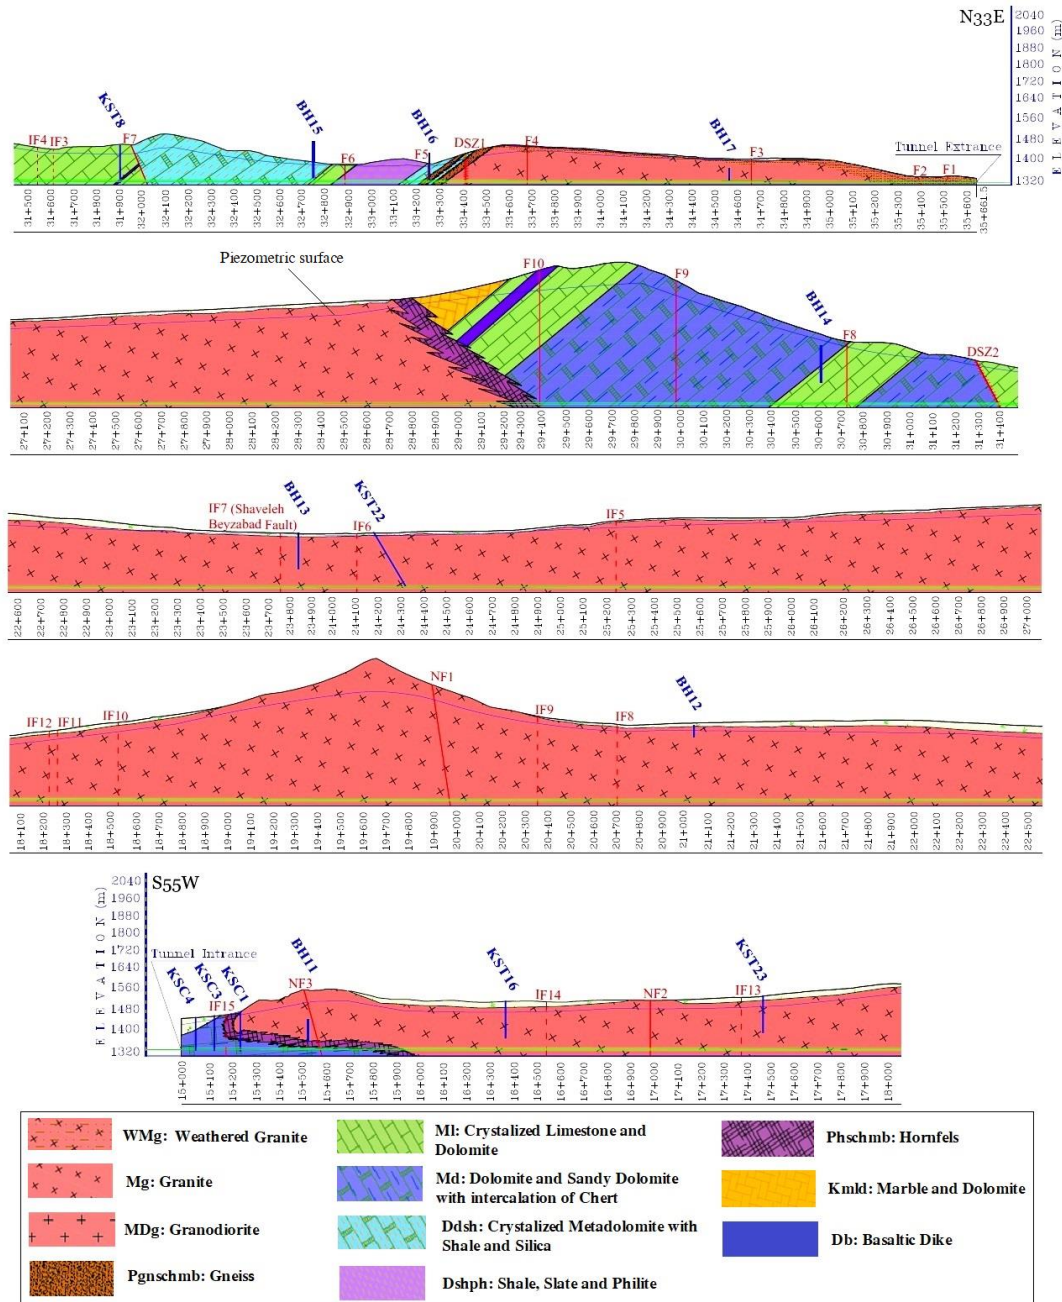 N33E
2040
1960
1880
1800
1720
1640
1560
1480
1400
1320
ELEVATION (m)
Tunnel Extrance
IF4 IF3 KST8 F7 BH15 F6 F5 BH16 DSZ1 F4 BH17 F3 F2 F1
31+500 31+600 31+700 31+800 31+900 32+000 32+100 32+200 32+300 32+400 32+500 32+600 32+700 32+800 32+900 33+000 33+100 33+200 33+300 33+400 33+500 33+600 33+700 33+800 33+900 34+000 34+100 34+200 34+300 34+400 34+500 34+600 34+700 34+800 34+900 35+000 35+100 35+200 35+300 35+400 35+500 35+600 35+661.5
Piezometric surface
F10 F9 BH14 F8 DSZ2
27+100 27+200 27+300 27+400 27+500 27+600 27+700 27+800 27+900 28+000 28+100 28+200 28+300 28+400 28+500 28+600 28+700 28+800 28+900 29+000 29+100 29+200 29+300 29+400 29+500 29+600 29+700 29+800 29+900 30+000 30+100 30+200 30+300 30+400 30+500 30+600 30+700 30+800 30+900 31+000 31+100 31+200 31+300 31+400
IF7 (Shaveleh
Beyzabad Fault)
BH13 IF6 KST22 IF5
22+600 22+700 22+800 22+900 23+000 23+100 23+200 23+300 23+400 23+500 23+600 23+700 23+800 23+900 24+000 24+100 24+200 24+300 24+400 24+500 24+600 24+700 24+800 24+900 25+000 25+100 25+200 25+300 25+400 25+500 25+600 25+700 25+800 25+900 26+000 26+100 26+200 26+300 26+400 26+500 26+600 26+700 26+800 26+900 27+000
IF12 IF11 IF10 NF1 IF9 IF8 BH12
18+100 18+200 18+300 18+400 18+500 18+600 18+700 18+800 18+900 19+000 19+100 19+200 19+300 19+400 19+500 19+600 19+700 19+800 19+900 20+000 20+100 20+200 20+300 20+400 20+500 20+600 20+700 20+800 20+900 21+000 21+100 21+200 21+300 21+400 21+500 21+600 21+700 21+800 21+900 22+000 22+100 22+200 22+300 22+400 22+500
S55W
2040
1960
1880
1800
1720
1640
1560
1480
1400
1320
ELEVATION (m)
Tunnel Intrance
KSC4 KSC3 IF15 KSC1 NF3 BH11 KST16 IF14 NF2 IF13 KST23
15+000 15+100 15+200 15+300 15+400 15+500 15+600 15+700 15+800 15+900 16+000 16+100 16+200 16+300 16+400 16+500 16+600 16+700 16+800 16+900 17+000 17+100 17+200 17+300 17+400 17+500 17+600 17+700 17+800 17+900 18+000
WMg: Weathered Granite
Mg: Granite
MDg: Granodiorite
Pgnschmb: Gneiss
Ml: Crystalized Limestone and
Dolomite
Md: Dolomite and Sandy Dolomite
with intercalation of Chert
Ddsh: Crystalized Metadolomite with
Shale and Silica
Dshph: Shale, Slate and Philite
Phschmb: Hornfels
Kmld: Marble and Dolomite
Db: Basaltic Dike